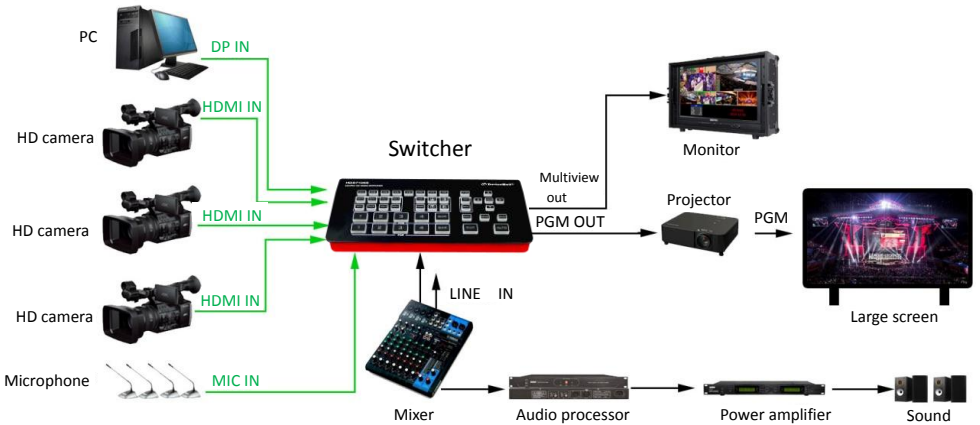 PC
DP IN
HDMI IN
HD camera
Switcher
Monitor
Multiview
out
PGM OUT
Projector
PGM
HDMI IN
HD camera
LINE IN
HDMI IN
HD camera
Large screen
Microphone
MIC IN
Mixer
Audio processor
Power amplifier
Sound